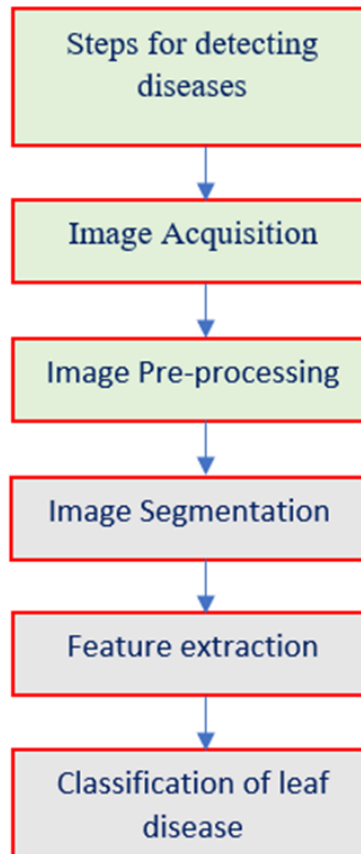 Steps for detecting
diseases
Image Acquisition
Image Pre-processing
Image Segmentation
Feature extraction
Classification of leaf
disease